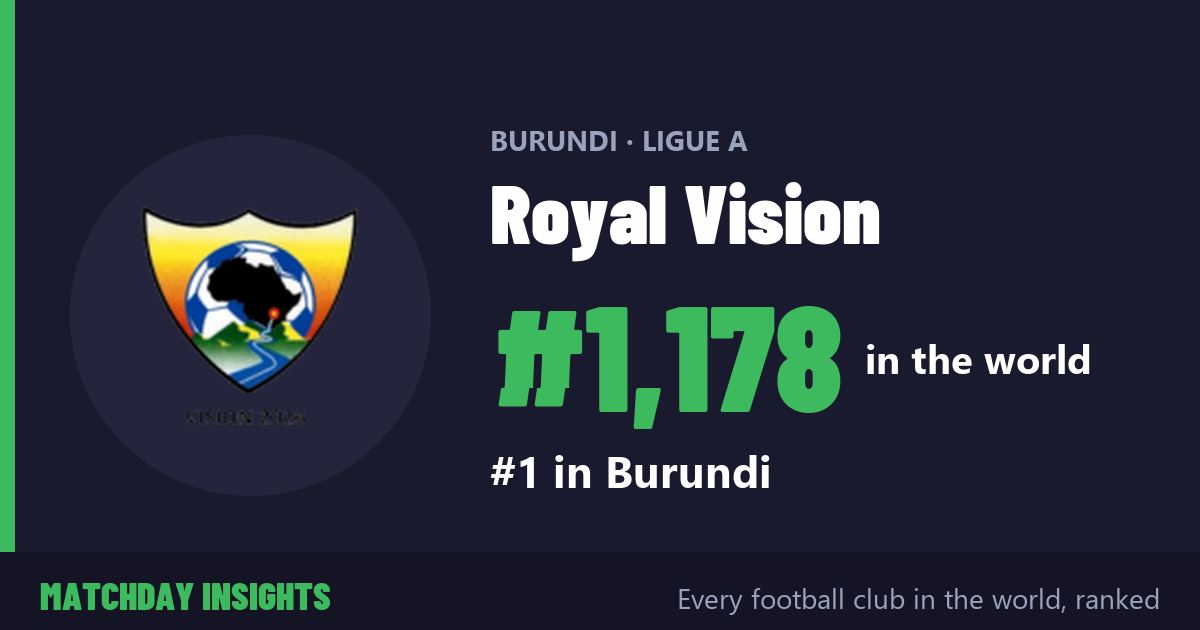 BURUNDI · LIGUE A
Royal Vision
#1,178 in the world
#1 in Burundi
MATCHDAY INSIGHTS
Every football club in the world, ranked